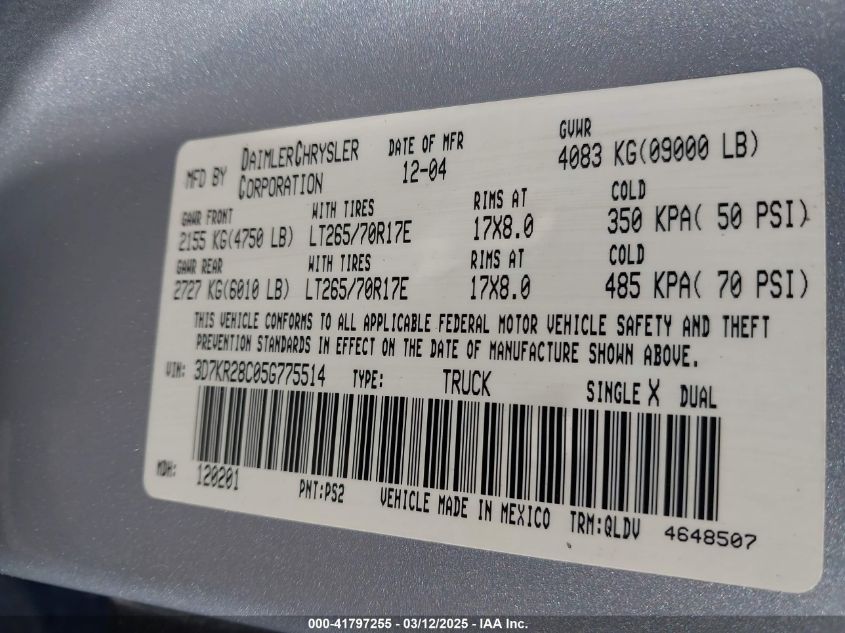 MFD BY DAIMLERCHRYSLER CORPORATION DATE OF MFR 12-04 GVWR 4083 KG(09000 LB)
GAWR FRONT WITH TIRES RIMS AT COLD
2155 KG(4750 LB) LT265/70R17E 17X8.0 350 KPA( 50 PSI)
GAWR REAR WITH TIRES RIMS AT COLD
2727 KG(6010 LB) LT265/70R17E 17X8.0 485 KPA( 70 PSI)
THIS VEHICLE CONFORMS TO ALL APPLICABLE FEDERAL MOTOR VEHICLE SAFETY AND THEFT
PREVENTION STANDARDS IN EFFECT ON THE DATE OF MANUFACTURE SHOWN ABOVE.
VIN: 3D7KR28C05G775514 TYPE: TRUCK SINGLE X DUAL
MDH: 120201 PNT:PS2 VEHICLE MADE IN MEXICO TRM:QLDV 4648507
000-41797255 - 03/12/2025 - IAA Inc.